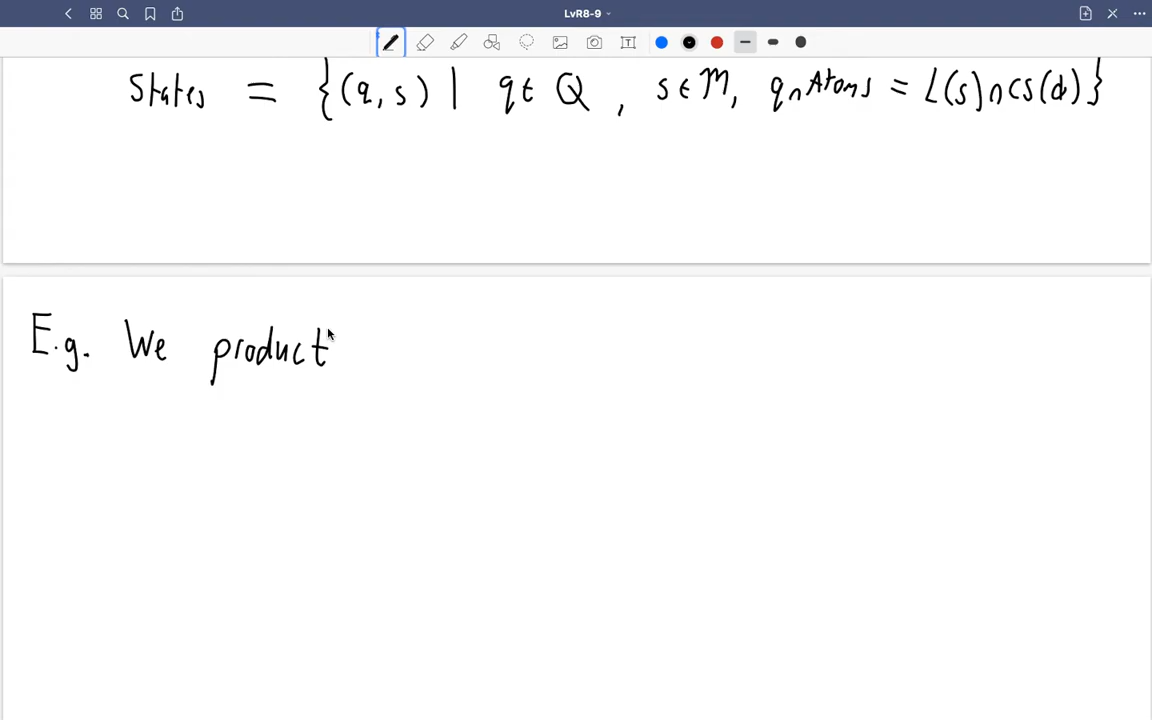 LvR8-9
States = {(q, s) | q ∈ Q , s ∈ M, q ∩ Atoms = L(s) ∩ cs(d)}
E.g. We product